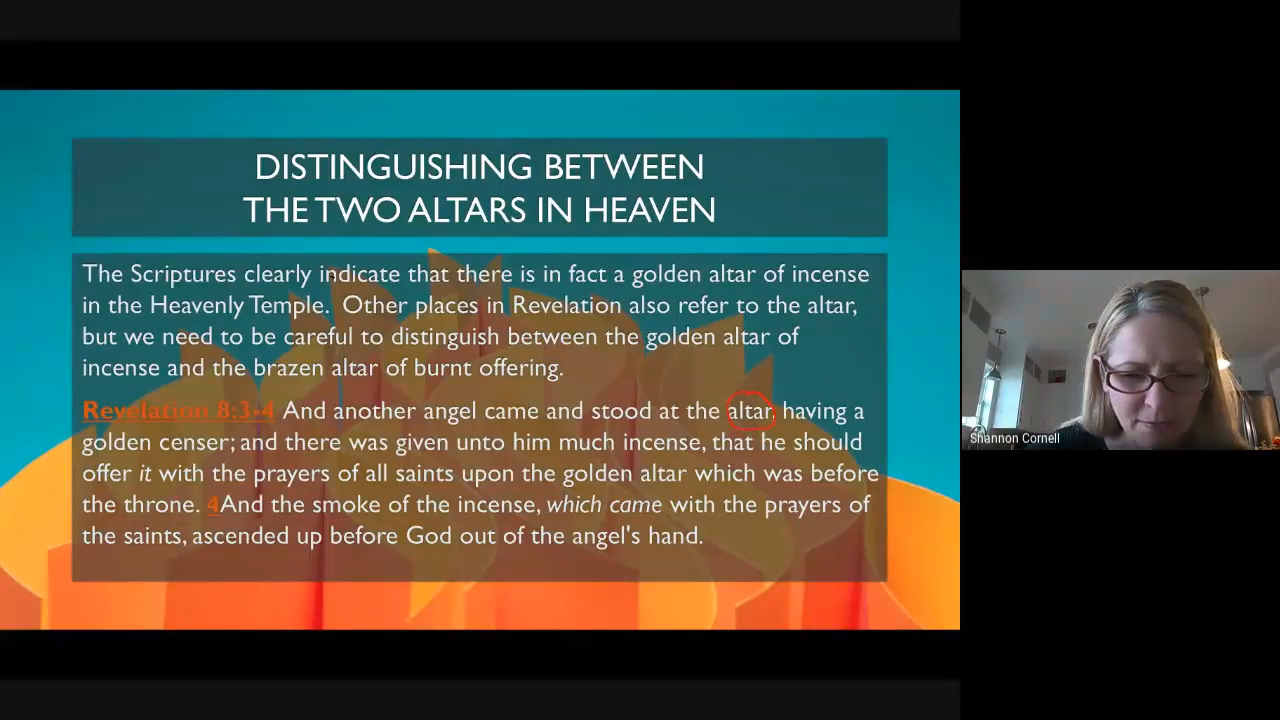 DISTINGUISHING BETWEEN
THE TWO ALTARS IN HEAVEN
The Scriptures clearly indicate that there is in fact a golden altar of incense
in the Heavenly Temple. Other places in Revelation also refer to the altar,
but we need to be careful to distinguish between the golden altar of
incense and the brazen altar of burnt offering.
Revelation 8:3-4 And another angel came and stood at the altar, having a
golden censer; and there was given unto him much incense, that he should
offer it with the prayers of all saints upon the golden altar which was before
the throne. 4And the smoke of the incense, which came with the prayers of
the saints, ascended up before God out of the angel's hand.
Shannon Cornell